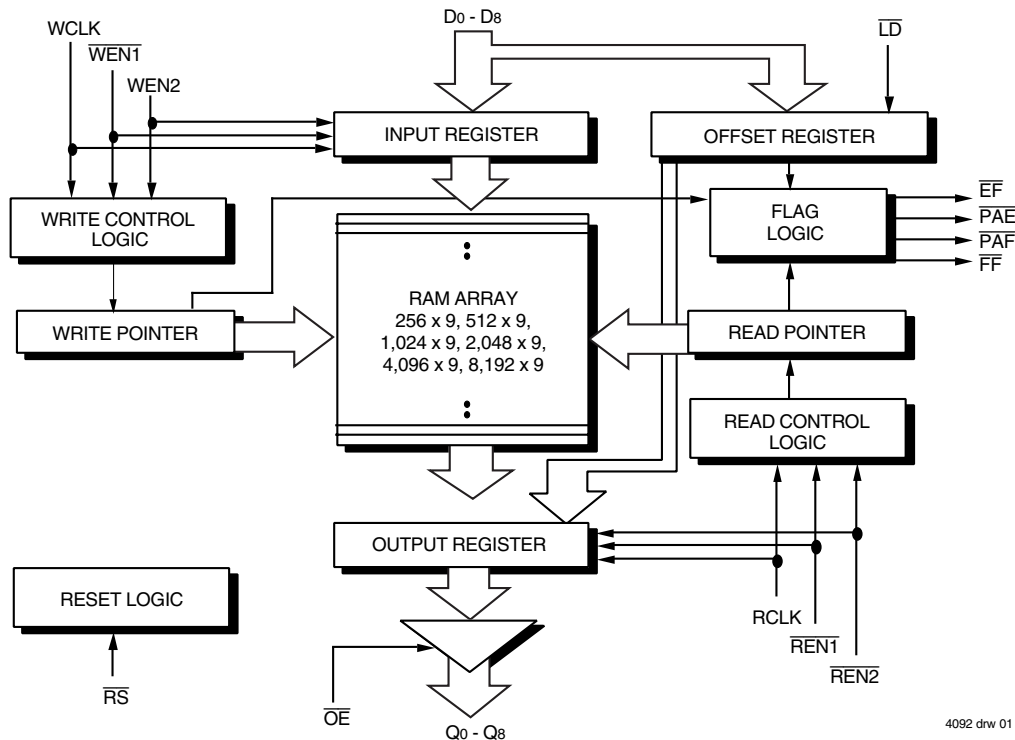 D0 - D8
WCLK
WEN1
WEN2
LD
INPUT REGISTER
OFFSET REGISTER
WRITE CONTROL
LOGIC
FLAG
LOGIC
EF
PAE
PAF
FF
RAM ARRAY
256 x 9, 512 x 9,
1,024 x 9, 2,048 x 9,
4,096 x 9, 8,192 x 9
WRITE POINTER
READ POINTER
READ CONTROL
LOGIC
OUTPUT REGISTER
RESET LOGIC
RCLK
REN1
REN2
RS
OE
Q0 - Q8
4092 drw 01